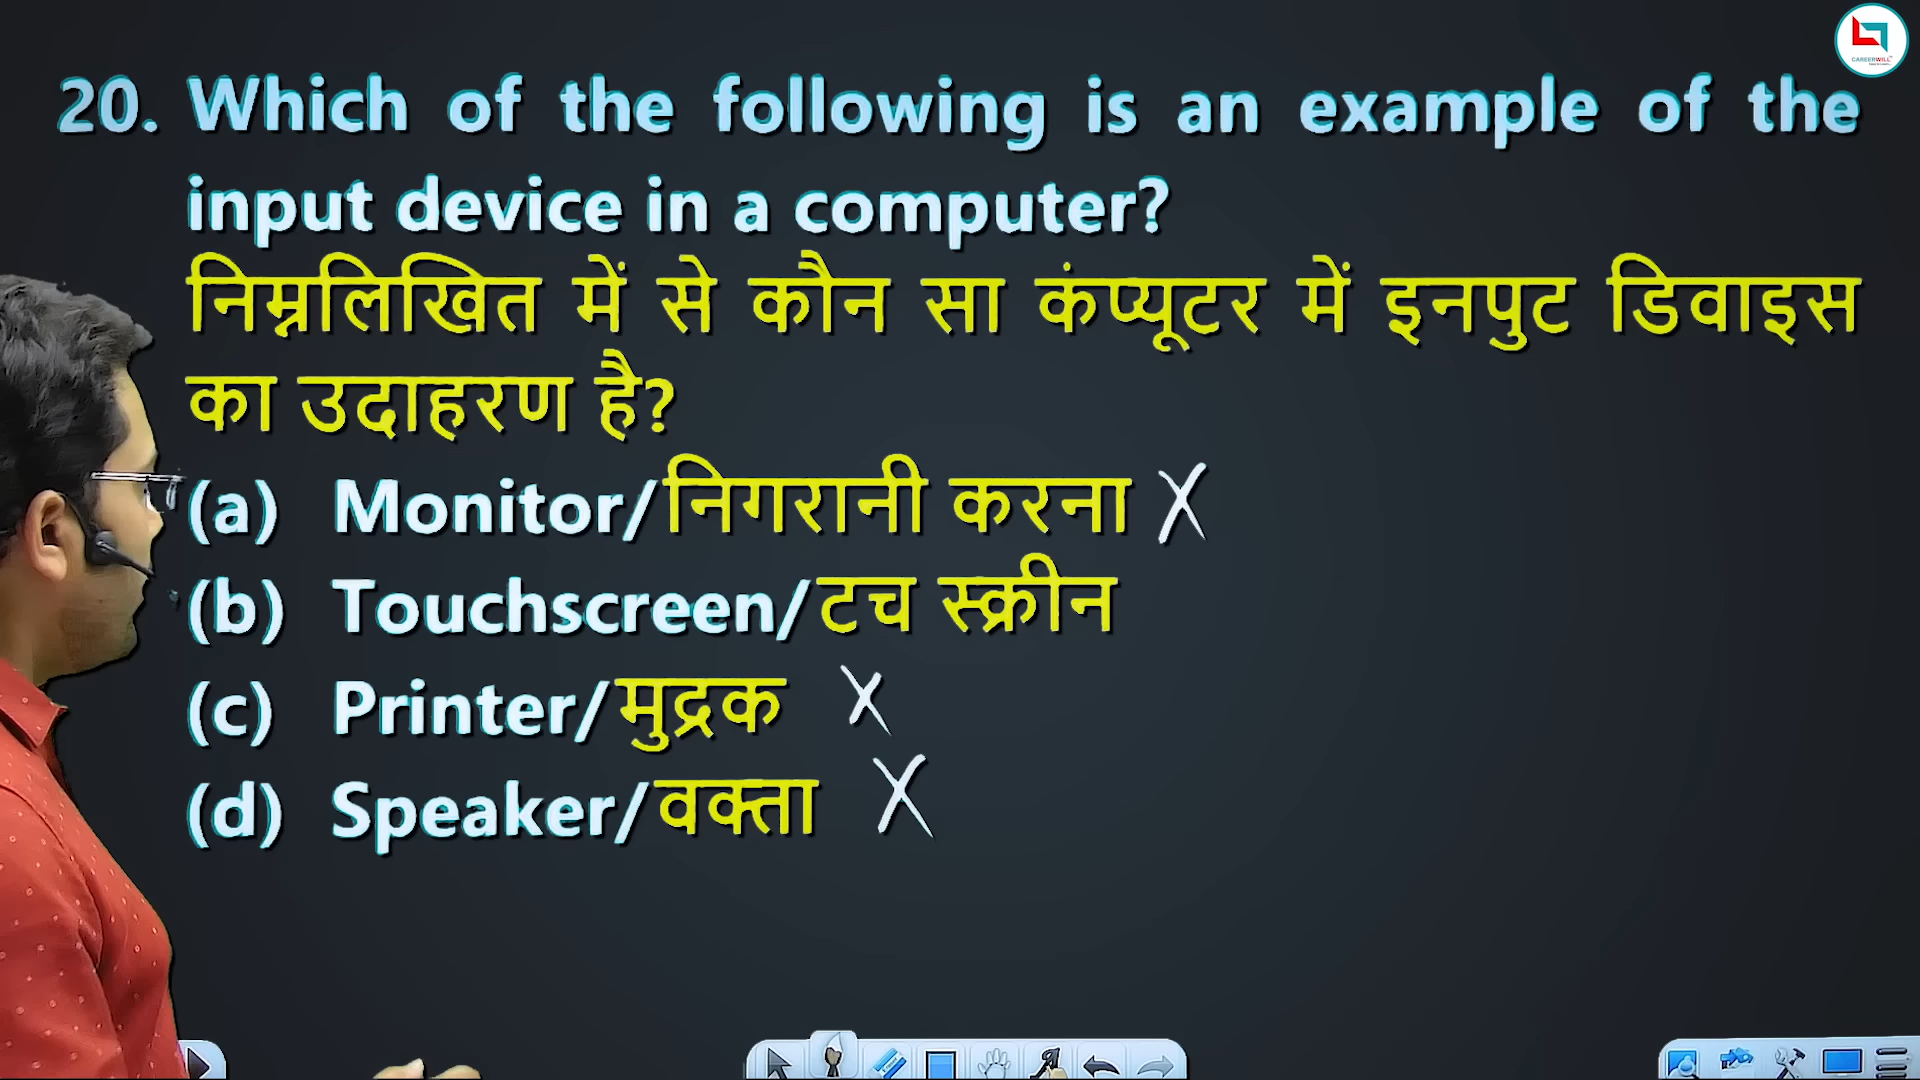 CAREERWILL
20. Which of the following is an example of the
input device in a computer?
निम्नलिखित में से कौन सा कंप्यूटर में इनपुट डिवाइस
का उदाहरण है?
(a) Monitor/निगरानी करना X
(b) Touchscreen/टच स्क्रीन
(c) Printer/मुद्रक X
(d) Speaker/वक्ता X